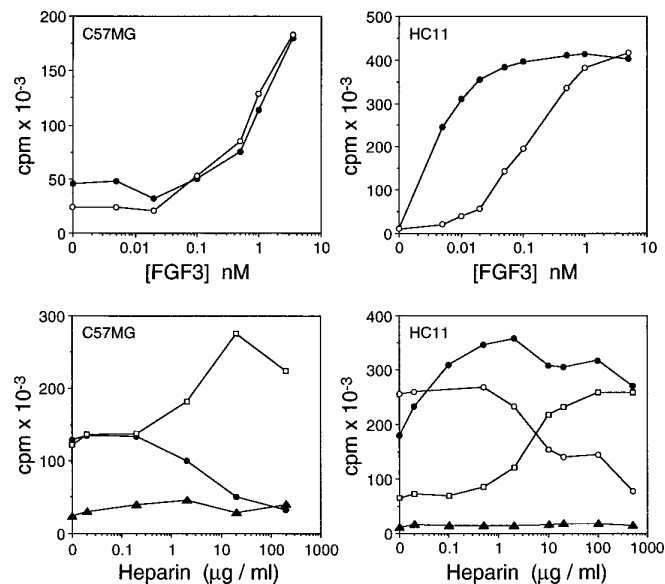 C57MG
200
150
100
50
0
cpm x 10-3
0 0.01 0.1 1 10
[FGF3] nM
HC11
500
400
300
200
100
0
cpm x 10-3
0 0.01 0.1 1 10
[FGF3] nM
C57MG
300
200
100
0
cpm x 10-3
0 0.1 1 10 100 1000
Heparin (μg / ml)
HC11
400
300
200
100
0
cpm x 10-3
0 0.1 1 10 100 1000
Heparin (μg / ml)